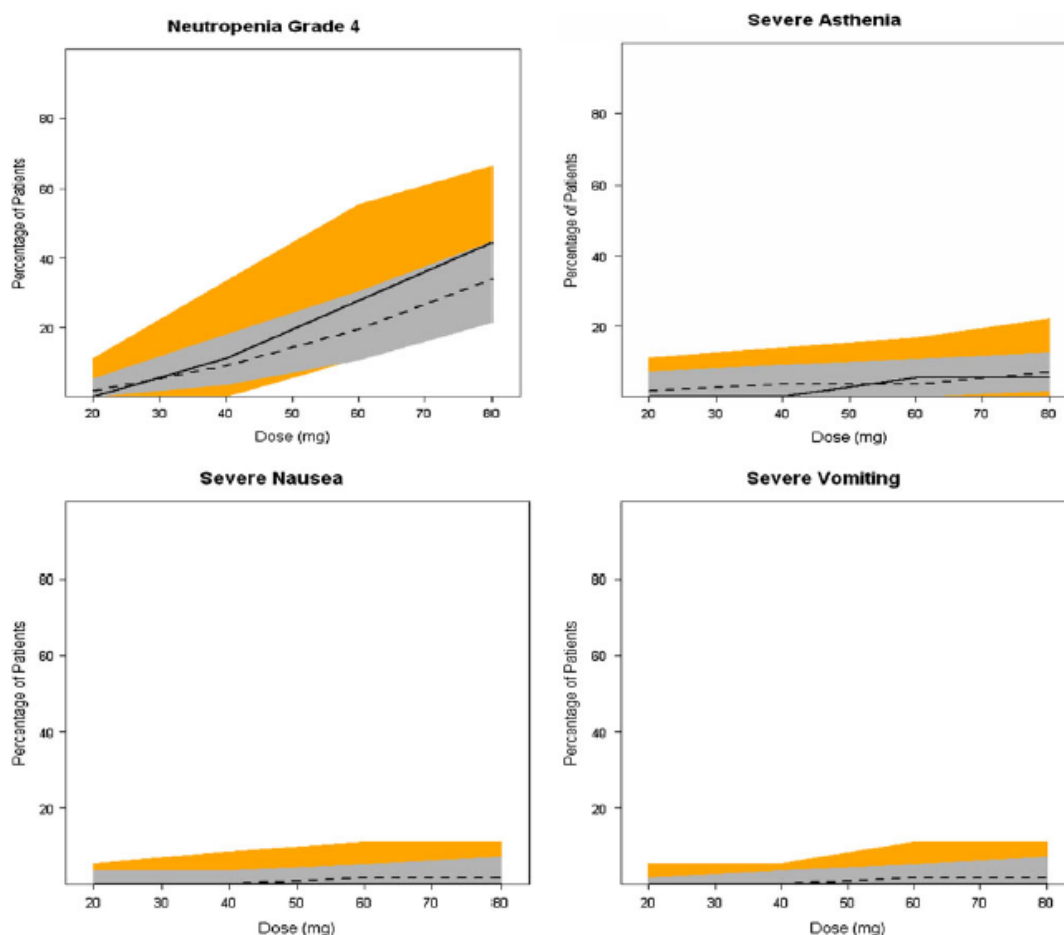 Neutropenia Grade 4
Percentage of Patients
80
60
40
20
20 30 40 50 60 70 80
Dose (mg)
Severe Asthenia
Percentage of Patients
80
60
40
20
20 30 40 50 60 70 80
Dose (mg)
Severe Nausea
Percentage of Patients
80
60
40
20
20 30 40 50 60 70 80
Dose (mg)
Severe Vomiting
Percentage of Patients
80
60
40
20
20 30 40 50 60 70 80
Dose (mg)